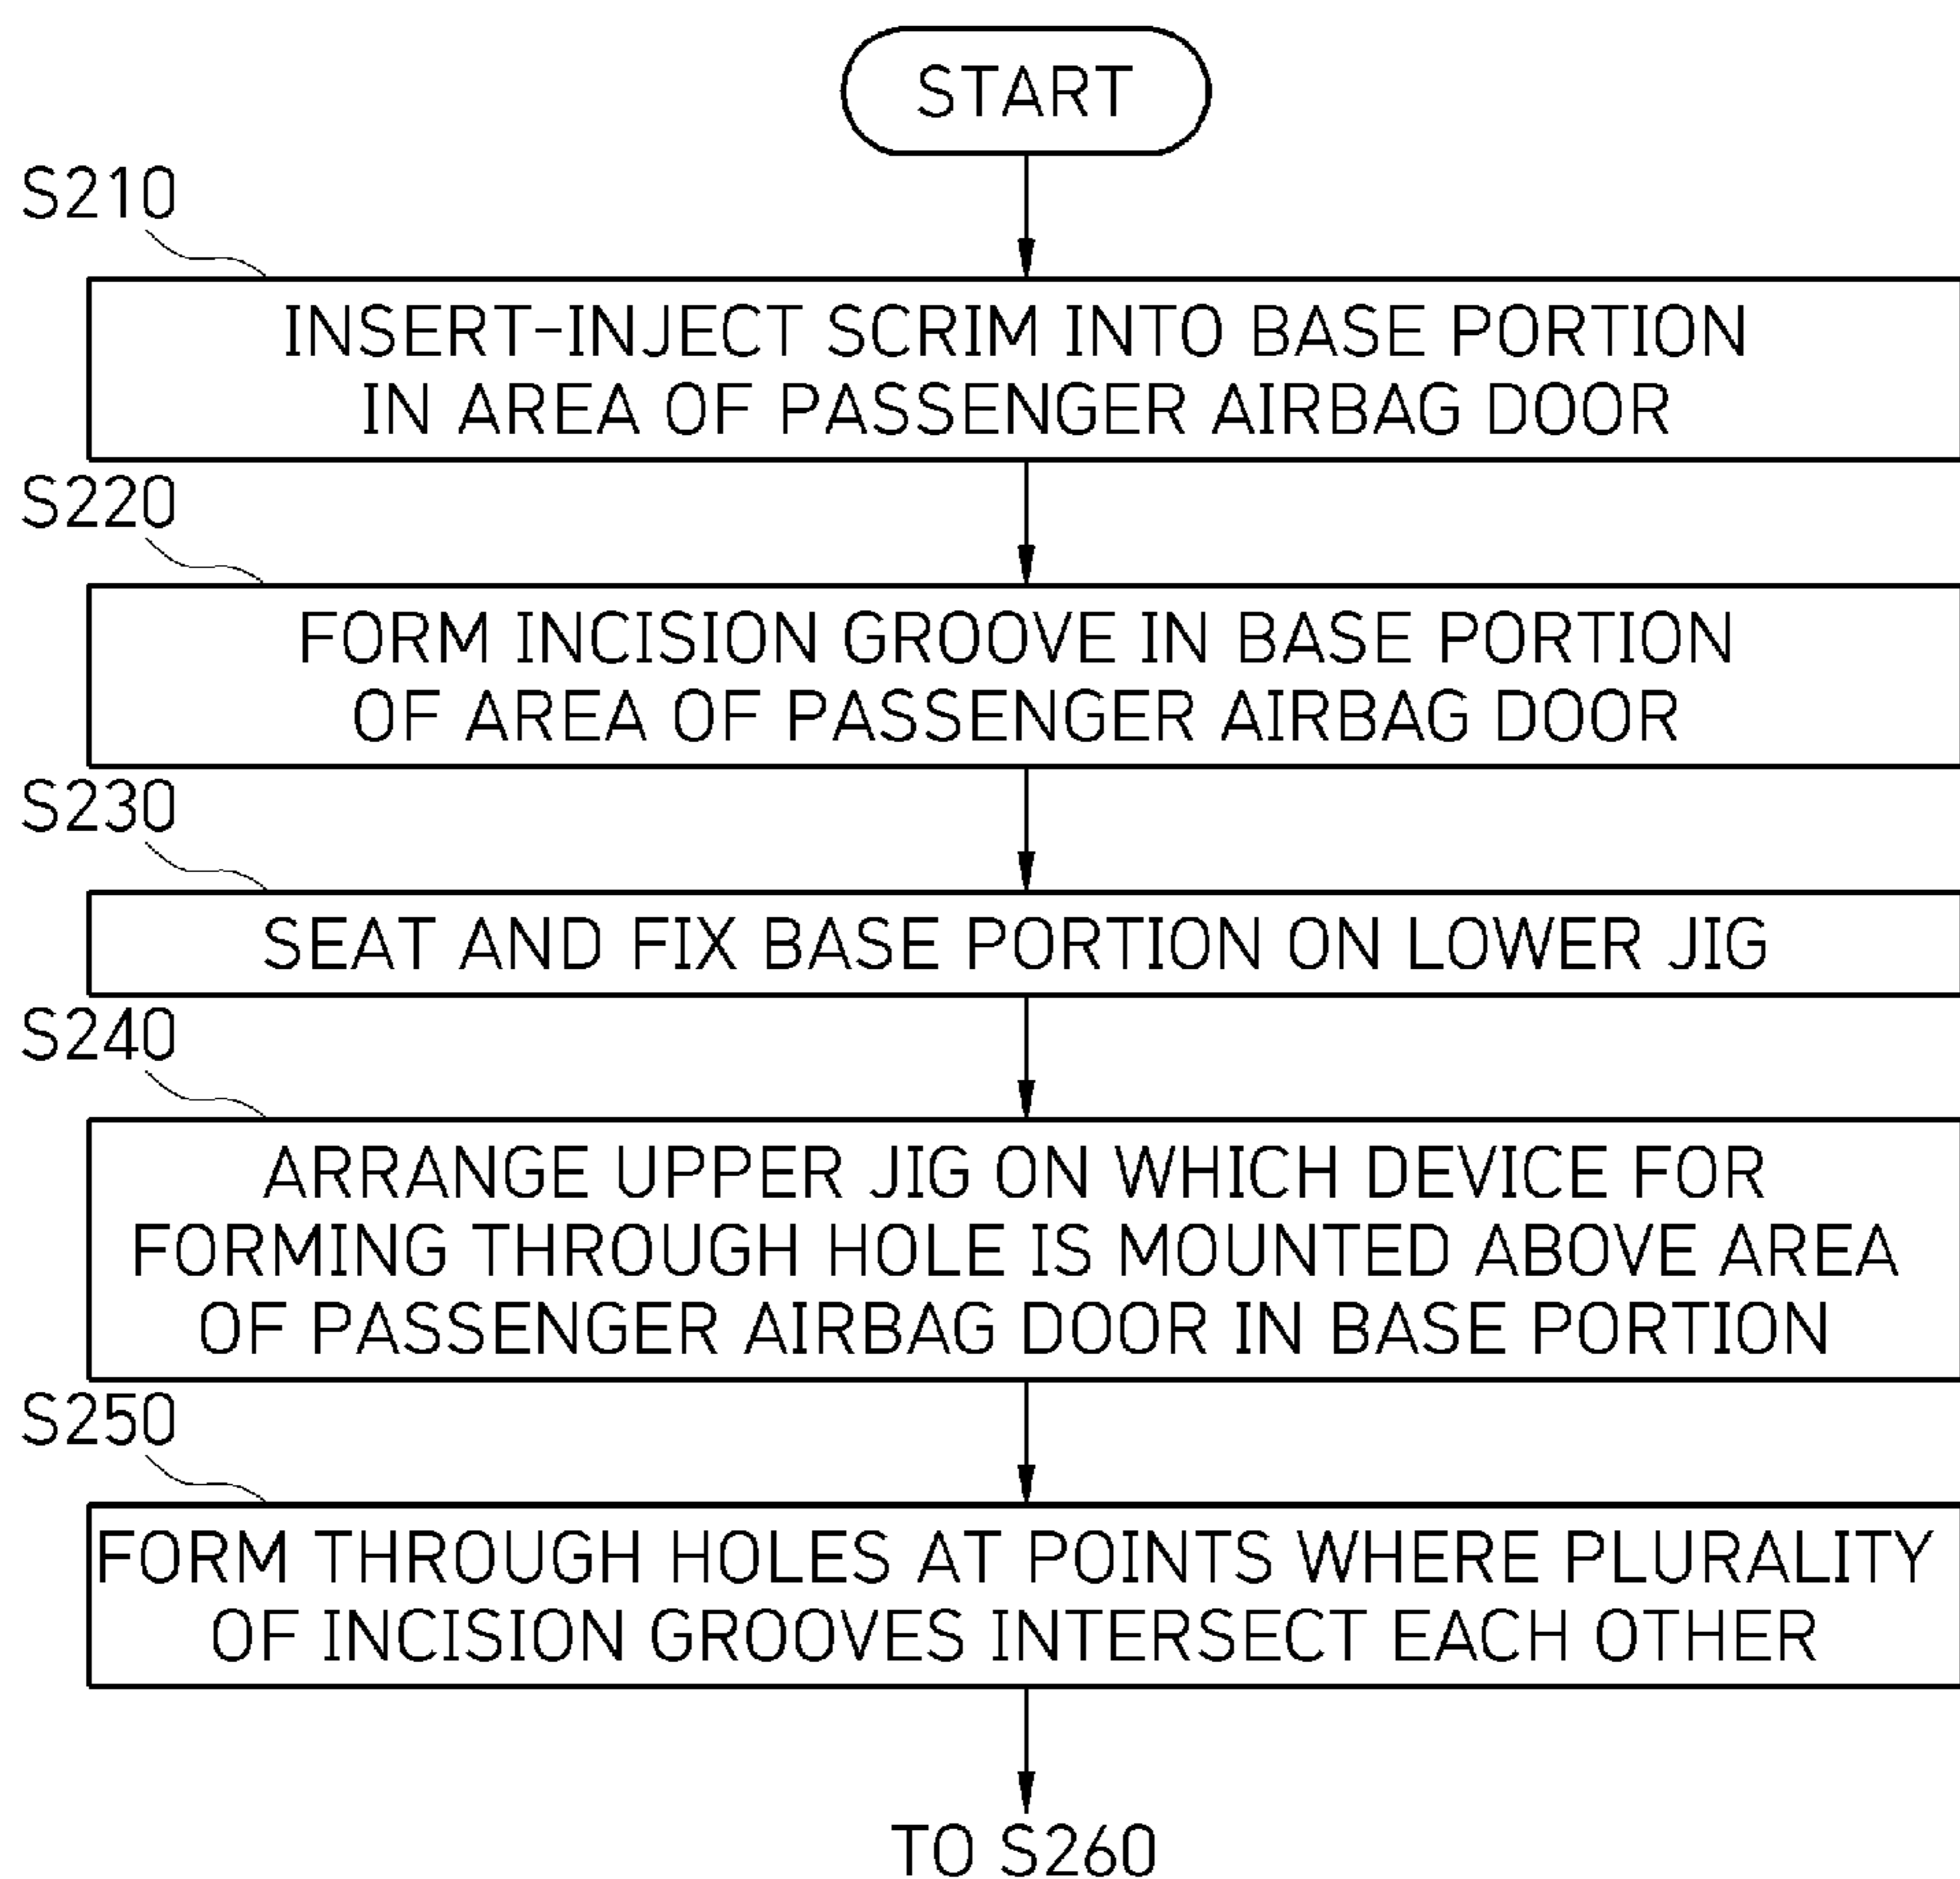 START
S210
INSERT-INJECT SCRIM INTO BASE PORTION
IN AREA OF PASSENGER AIRBAG DOOR
S220
FORM INCISION GROOVE IN BASE PORTION
OF AREA OF PASSENGER AIRBAG DOOR
S230
SEAT AND FIX BASE PORTION ON LOWER JIG
S240
ARRANGE UPPER JIG ON WHICH DEVICE FOR
FORMING THROUGH HOLE IS MOUNTED ABOVE AREA
OF PASSENGER AIRBAG DOOR IN BASE PORTION
S250
FORM THROUGH HOLES AT POINTS WHERE PLURALITY
OF INCISION GROOVES INTERSECT EACH OTHER
TO S260